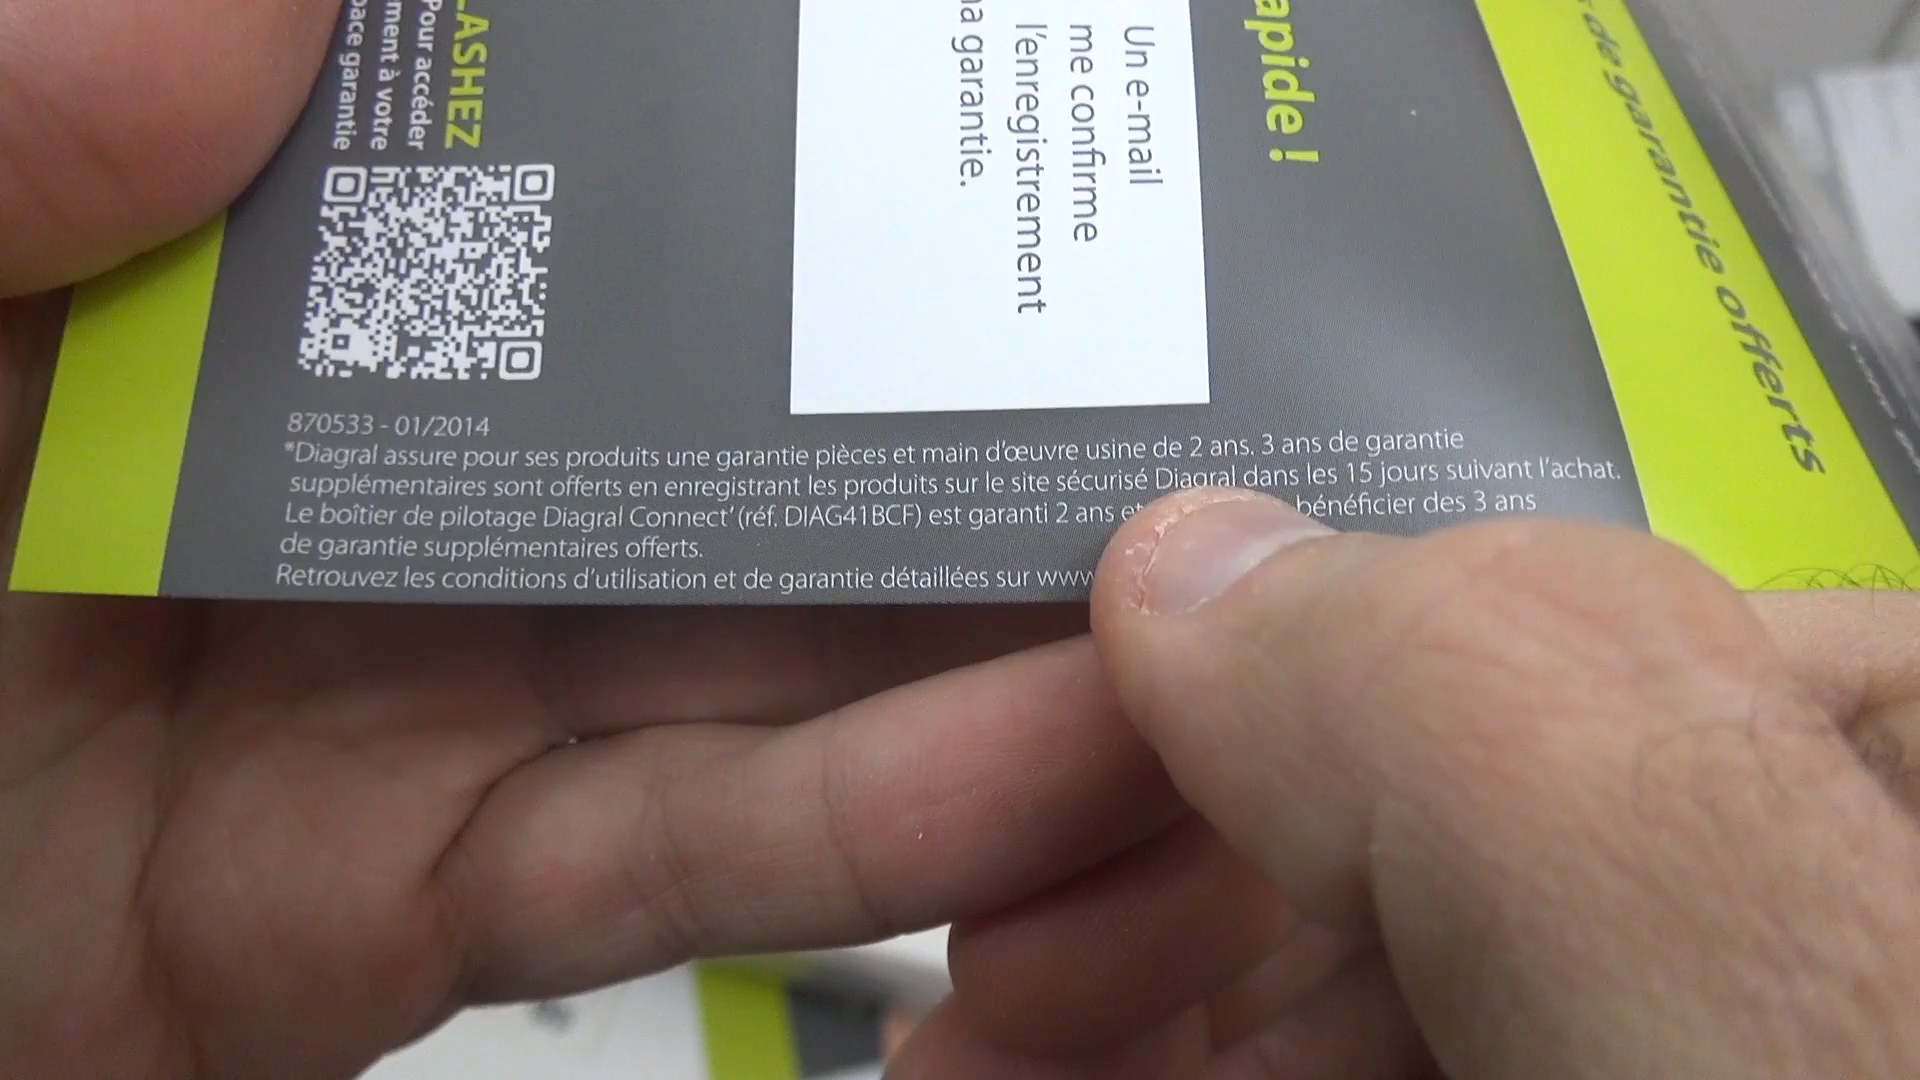 LASHEZ
Pour accéder
ment à votre
pace garantie
Un e-mail
me confirme
l'enregistrement
garantie.
apide !
de garantie offerts
870533 - 01/2014
*Diagral assure pour ses produits une garantie pièces et main d'œuvre usine de 2 ans. 3 ans de garantie
supplémentaires sont offerts en enregistrant les produits sur le site sécurisé Diagral dans les 15 jours suivant l'achat.
Le boîtier de pilotage Diagral Connect' (réf. DIAG41BCF) est garanti 2 ans et bénéficier des 3 ans
de garantie supplémentaires offerts.
Retrouvez les conditions d'utilisation et de garantie détaillées sur www